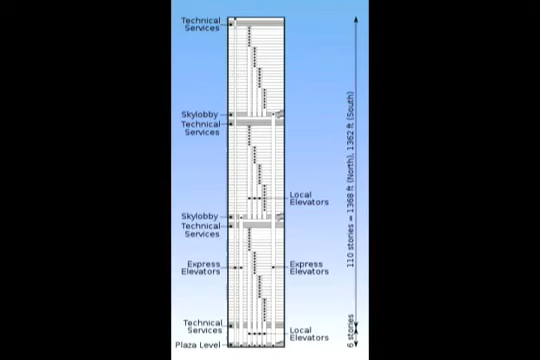 Technical
Services
Skylobby
Technical
Services
Local
Elevators
Skylobby
Technical
Services
Express
Elevators
Express
Elevators
Technical
Services
Local
Elevators
Plaza Level
110 stories = 1368 ft (North), 1362 ft (South)
6 stories